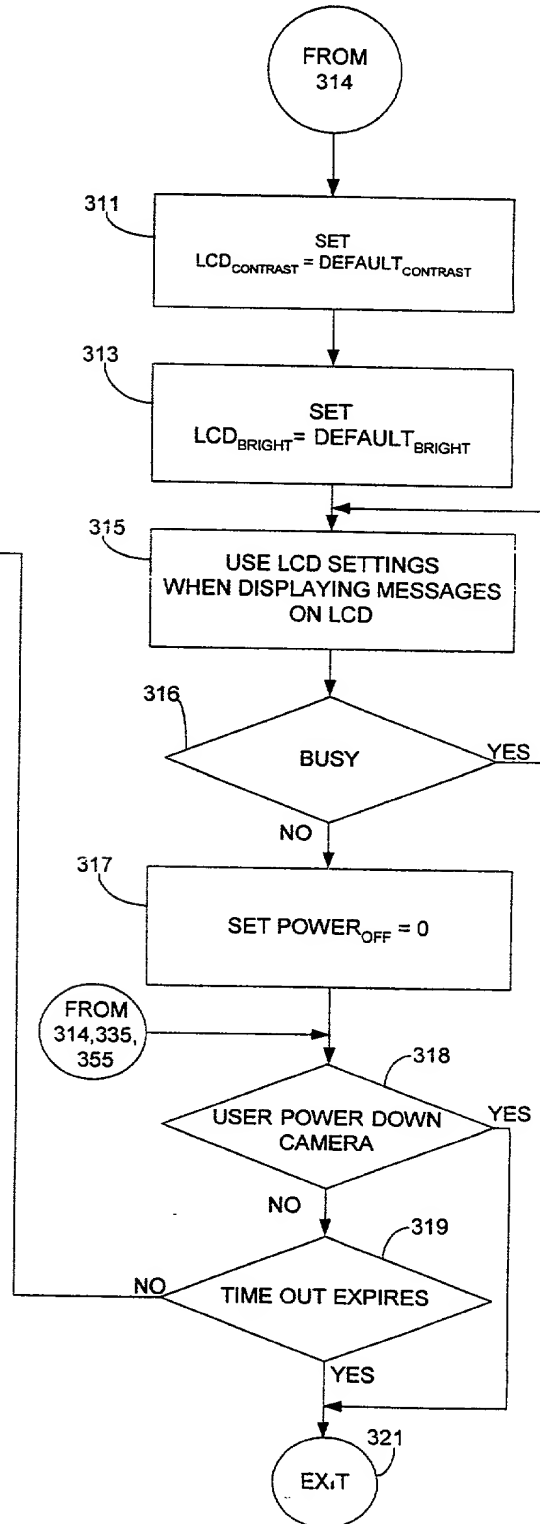 FROM
314
311
SET
LCD_CONTRAST = DEFAULT_CONTRAST
313
SET
LCD_BRIGHT = DEFAULT_BRIGHT
315
USE LCD SETTINGS
WHEN DISPLAYING MESSAGES
ON LCD
316
BUSY
YES
NO
317
SET POWER_OFF = 0
FROM
314,335,
355
318
USER POWER DOWN
CAMERA
YES
NO
319
NO
TIME OUT EXPIRES
YES
321
EXIT